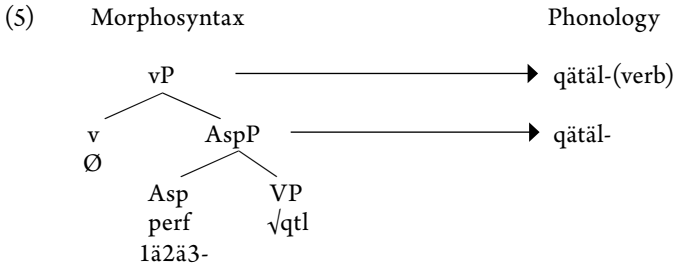 (5) Morphosyntax Phonology
vP qätäl-(verb)
v AspP qätäl-
Ø
Asp VP
perf √qtl
1ä2ä3-